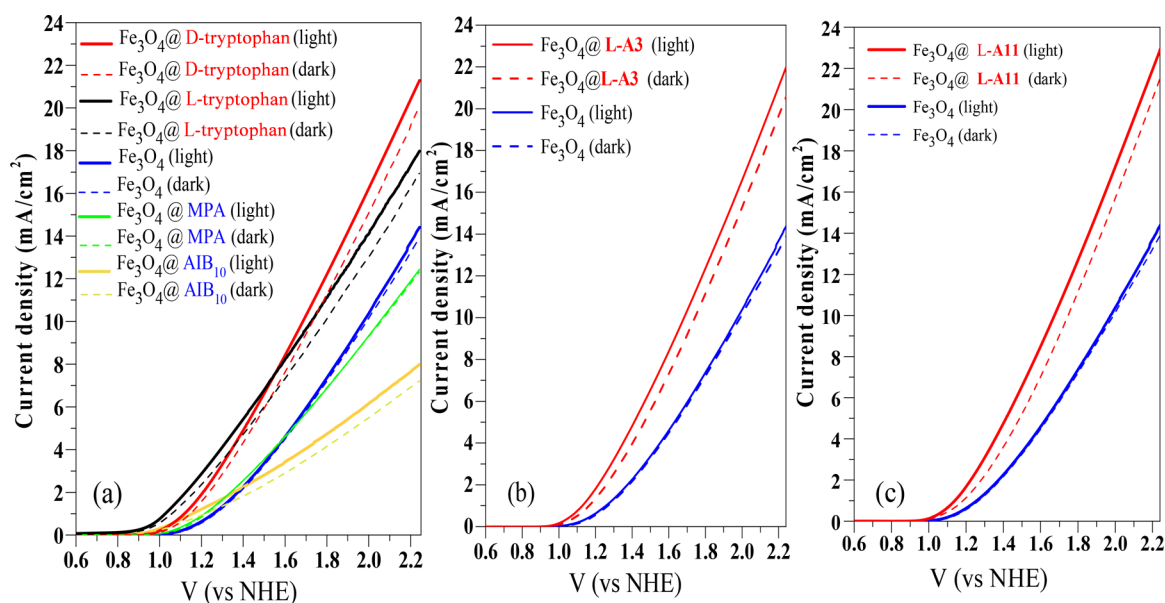 Current density (mA/cm²)
24
22
20
18
16
14
12
10
8
6
4
2
0
Fe₃O₄@ D-tryptophan (light)
Fe₃O₄@ D-tryptophan (dark)
Fe₃O₄@ L-tryptophan (light)
Fe₃O₄@ L-tryptophan (dark)
Fe₃O₄ (light)
Fe₃O₄ (dark)
Fe₃O₄ @ MPA (light)
Fe₃O₄ @ MPA (dark)
Fe₃O₄@ AIB₁₀ (light)
Fe₃O₄@ AIB₁₀ (dark)
(a)
0.6 0.8 1.0 1.2 1.4 1.6 1.8 2.0 2.2
V (vs NHE)
Current density (mA/cm²)
24
22
20
18
16
14
12
10
8
6
4
2
0
Fe₃O₄@ L-A3 (light)
Fe₃O₄@L-A3 (dark)
Fe₃O₄ (light)
Fe₃O₄ (dark)
(b)
0.6 0.8 1.0 1.2 1.4 1.6 1.8 2.0 2.2
V (vs NHE)
Current density (mA/cm²)
24
22
20
18
16
14
12
10
8
6
4
2
0
Fe₃O₄@ L-A11 (light)
Fe₃O₄@ L-A11 (dark)
Fe₃O₄ (light)
Fe₃O₄ (dark)
(c)
0.6 0.8 1.0 1.2 1.4 1.6 1.8 2.0 2.2
V (vs NHE)